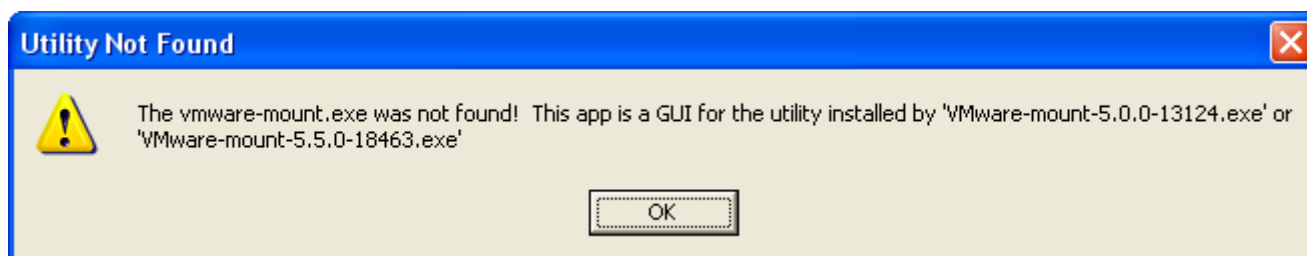 Utility Not Found
The vmware-mount.exe was not found!  This app is a GUI for the utility installed by 'VMware-mount-5.0.0-13124.exe' or
'VMware-mount-5.5.0-18463.exe'
OK